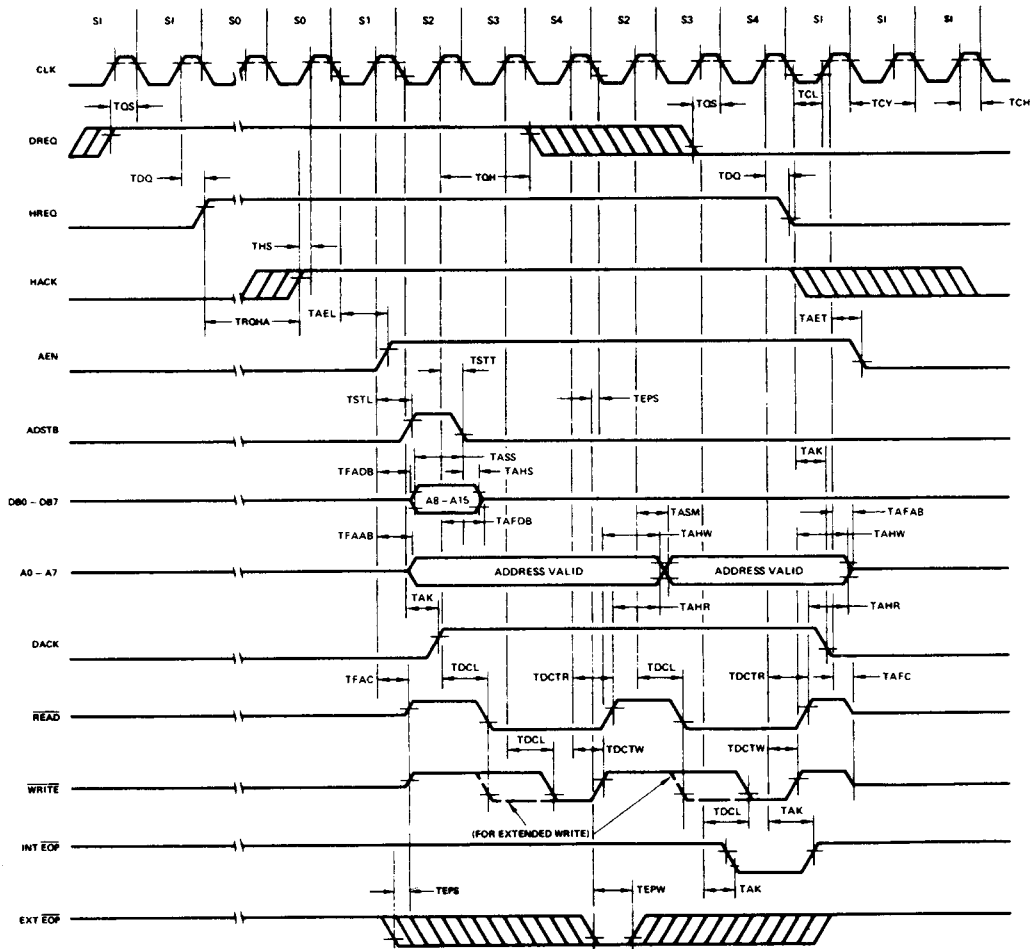 SI SI S0 S0 S1 S2 S3 S4 S2 S3 S4 SI SI SI
CLK
TQS TQS TCL TCY TCH
DREQ
TDQ TQH TDQ
HREQ
THS
HACK
TRQHA TAEL TAET
AEN
TSTT
TSTL TEPS
ADSTB
TASS TAK
TFADB TAHS
DB0 – DB7 A8 – A15
TAFDB TASM TAFAB
TFAAB TAHW TAHW
A0 – A7 ADDRESS VALID ADDRESS VALID
TAK TAHR TAHR
DACK
TFAC TDCL TDCTR TDCL TDCTR TAFC
READ
TDCL TDCTW TDCTW
WRITE
(FOR EXTENDED WRITE) TDCL TAK
INT EOP
TEPS TEPW TAK
EXT EOP